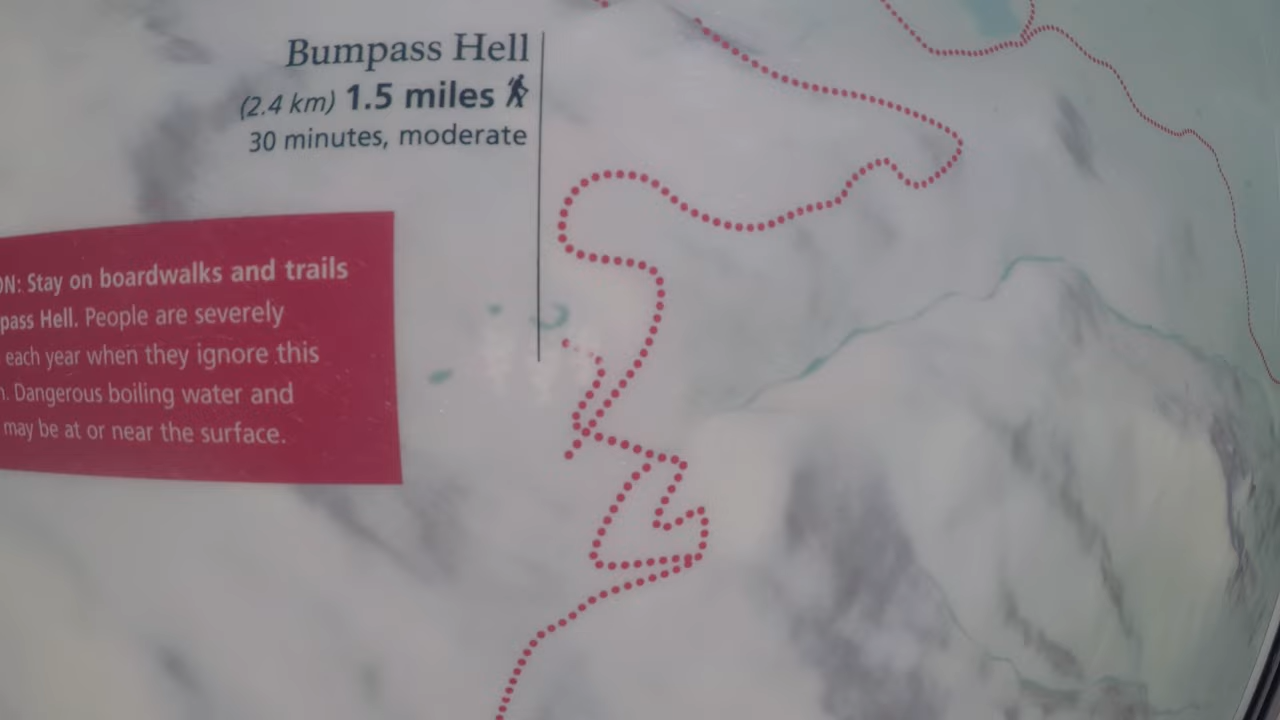 Bumpass Hell
(2.4 km) 1.5 miles
30 minutes, moderate
ON: Stay on boardwalks and trails
pass Hell. People are severely
each year when they ignore this
n. Dangerous boiling water and
may be at or near the surface.